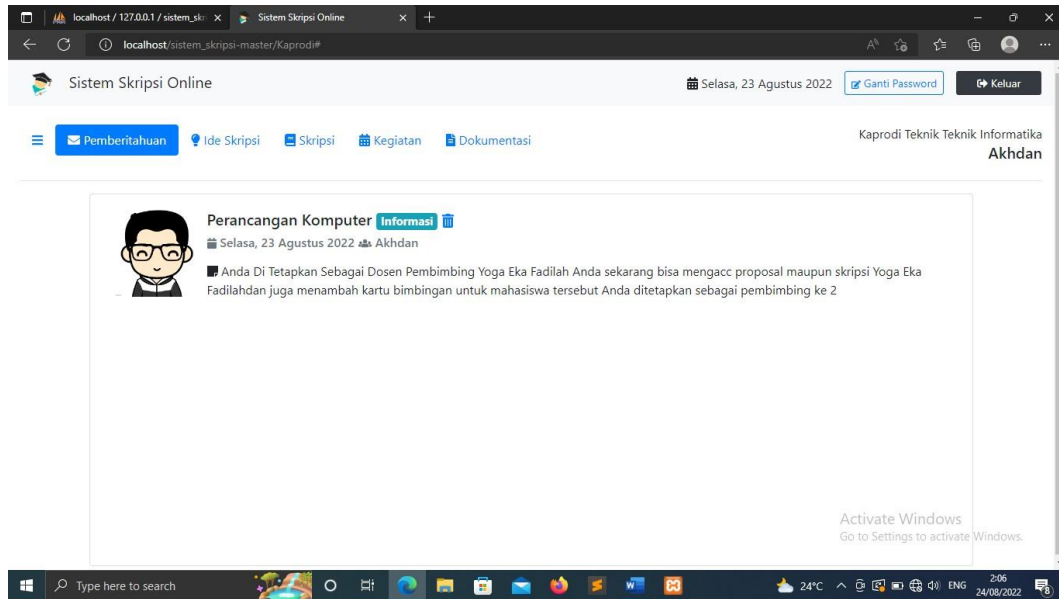 localhost / 127.0.0.1 / sistem_skr
Sistem Skripsi Online
localhost/sistem_skripsi-master/Kaprodi#
Sistem Skripsi Online
Selasa, 23 Agustus 2022
Ganti Password
Keluar
Pemberitahuan
Ide Skripsi
Skripsi
Kegiatan
Dokumentasi
Kaprodi Teknik Teknik Informatika
Akhdan
Perancangan Komputer Informasi
Selasa, 23 Agustus 2022 Akhdan
Anda Di Tetapkan Sebagai Dosen Pembimbing Yoga Eka Fadilah Anda sekarang bisa mengacc proposal maupun skripsi Yoga Eka
Fadilahdan juga menambah kartu bimbingan untuk mahasiswa tersebut Anda ditetapkan sebagai pembimbing ke 2
Activate Windows
Go to Settings to activate Windows.
Type here to search
24°C
ENG
2:06
24/08/2022
8